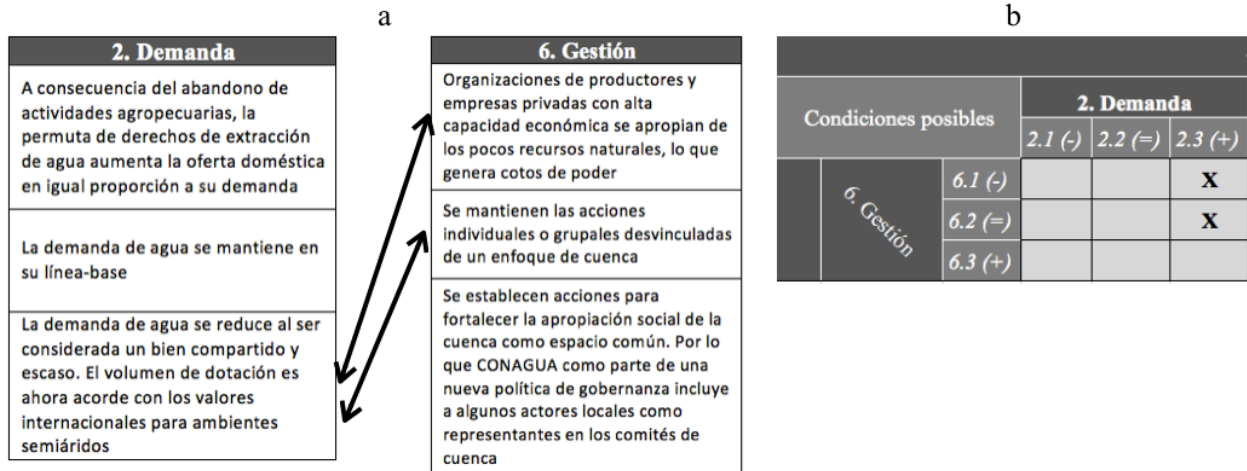 a
2. Demanda
A consecuencia del abandono de
actividades agropecuarias, la
permuta de derechos de extracción
de agua aumenta la oferta doméstica
en igual proporción a su demanda
La demanda de agua se mantiene en
su línea-base
La demanda de agua se reduce al ser
considerada un bien compartido y
escaso. El volumen de dotación es
ahora acorde con los valores
internacionales para ambientes
semiáridos
6. Gestión
Organizaciones de productores y
empresas privadas con alta
capacidad económica se apropian de
los pocos recursos naturales, lo que
genera cotos de poder
Se mantienen las acciones
individuales o grupales desvinculadas
de un enfoque de cuenca
Se establecen acciones para
fortalecer la apropiación social de la
cuenca como espacio común. Por lo
que CONAGUA como parte de una
nueva política de gobernanza incluye
a algunos actores locales como
representantes en los comités de
cuenca
b
Condiciones posibles
2. Demanda
2.1 (-) 2.2 (=) 2.3 (+)
6. Gestión
6.1 (-) X
6.2 (=) X
6.3 (+)